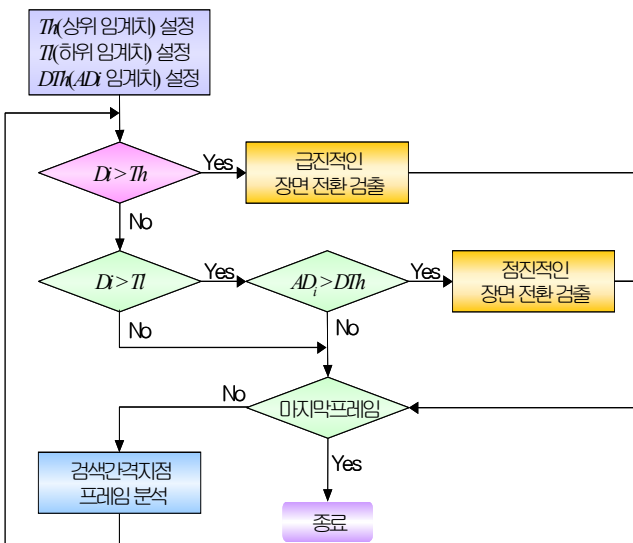 Th(상위 임계치) 설정
Tl(하위 임계치) 설정
DTh(ADi 임계치) 설정
Di > Th
Yes
급진적인
장면 전환 검출
No
Di > Tl
Yes
ADi > DTh
Yes
점진적인
장면 전환 검출
No
No
No
마지막프레임
검색간격지점
프레임 분석
Yes
종료